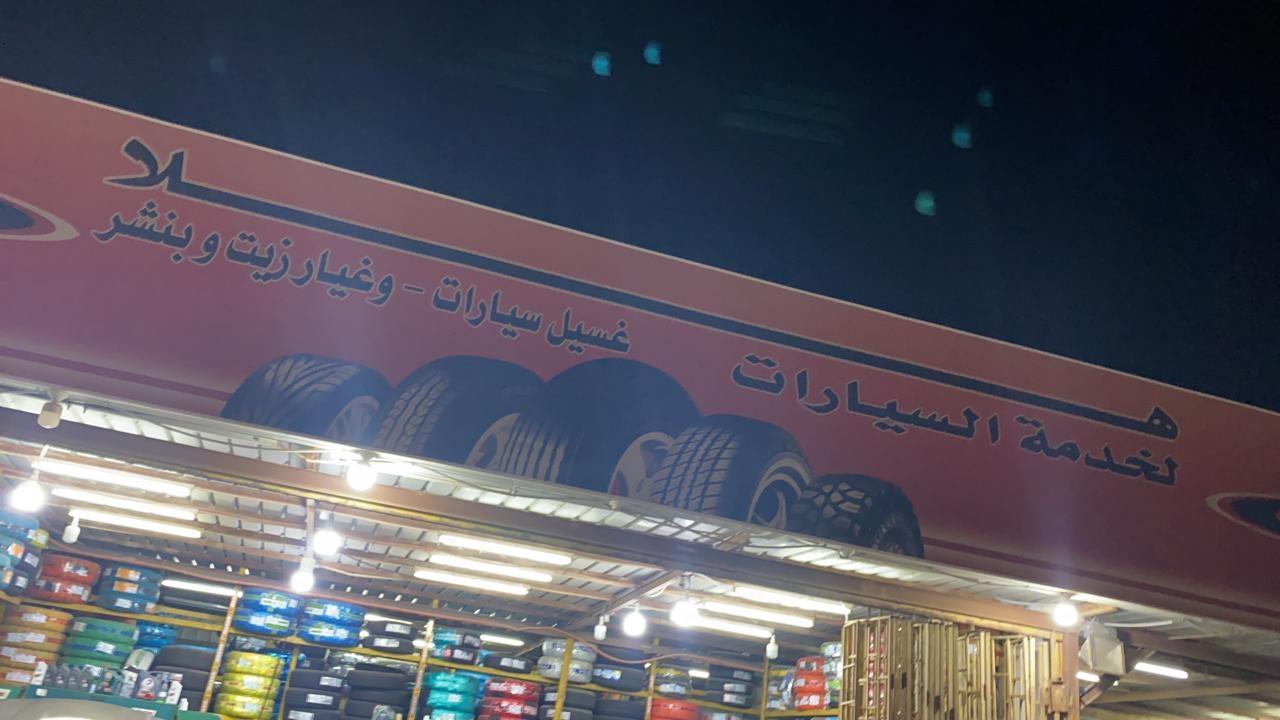 هلا
لخدمة السيارات
غسيل سيارات - وغيار زيت وبنشر